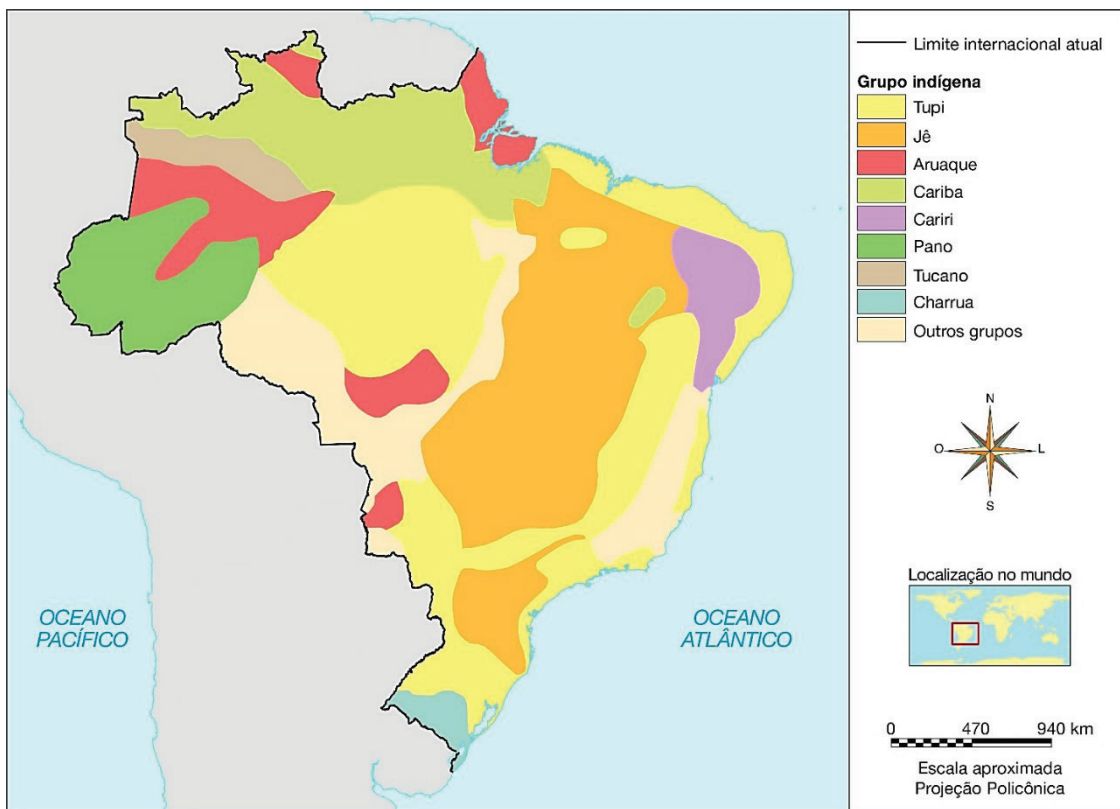 Limite internacional atual
Grupo indígena
Tupi
Jê
Aruaque
Cariba
Cariri
Pano
Tucano
Charrua
Outros grupos
N
O
L
S
Localização no mundo
OCEANO
PACÍFICO
OCEANO
ATLÂNTICO
0 470 940 km
Escala aproximada
Projeção Policônica